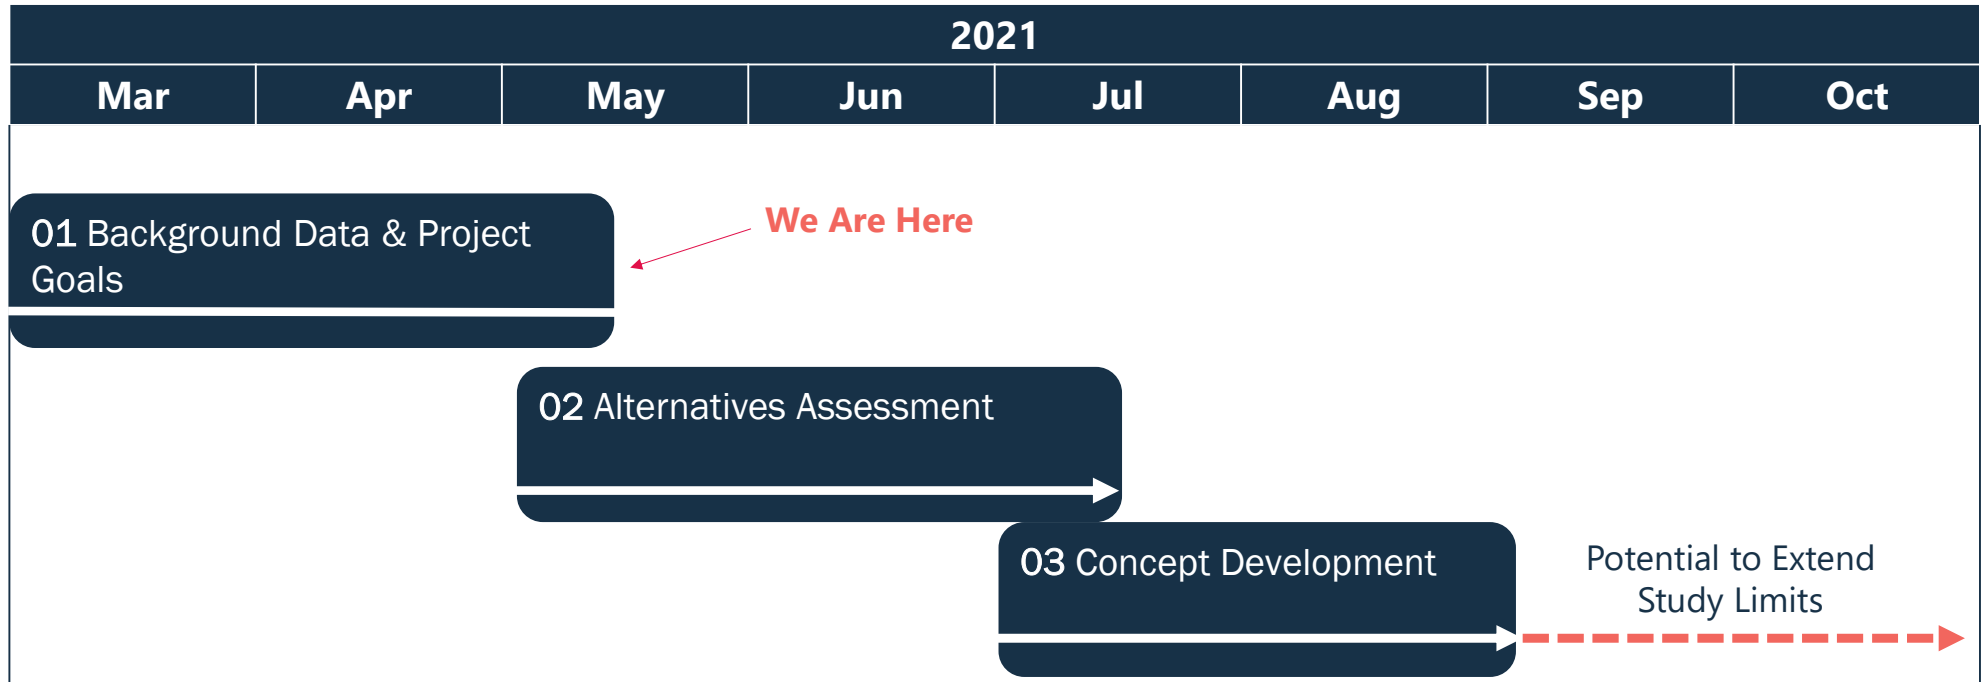 2021
Mar Apr May Jun Jul Aug Sep Oct
01 Background Data & Project
Goals
We Are Here
02 Alternatives Assessment
03 Concept Development
Potential to Extend
Study Limits